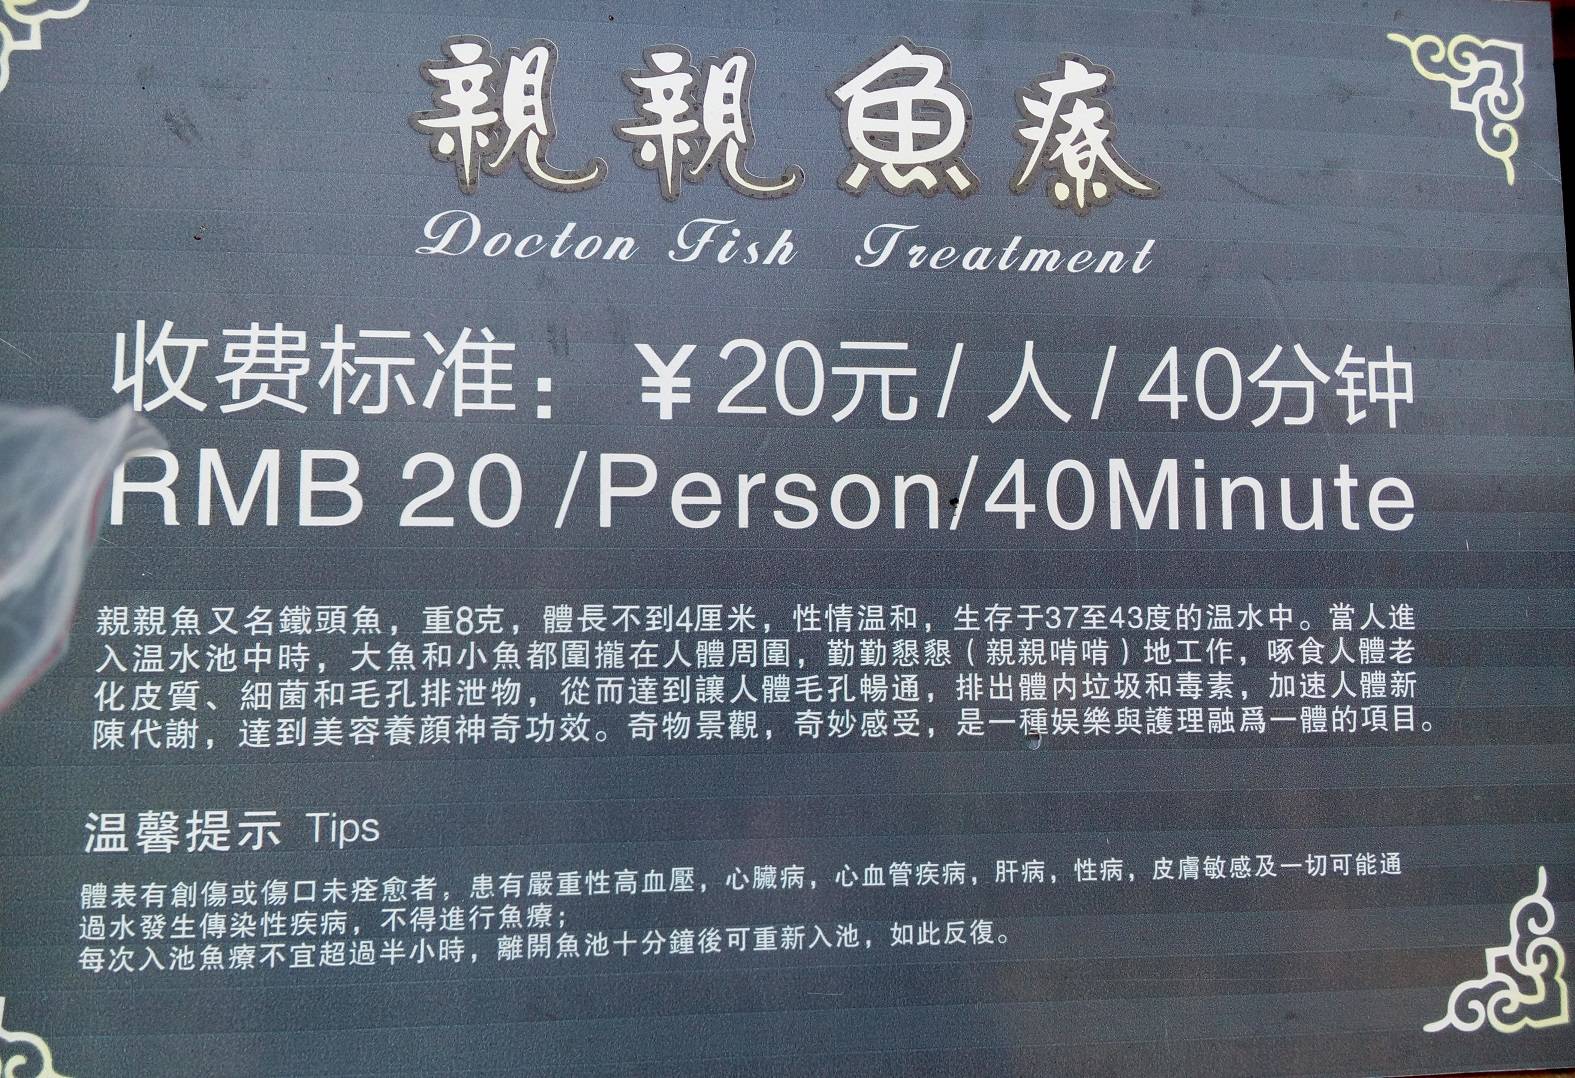 親親魚療
Docton Fish Treatment
收费标准：￥20元/人/40分钟
RMB 20 /Person/40Minute
親親魚又名鐵頭魚，重8克，體長不到4厘米，性情温和，生存于37至43度的温水中。當人進
入温水池中時，大魚和小魚都圍攏在人體周圍，勤勤懇懇（親親啃啃）地工作，啄食人體老
化皮質、細菌和毛孔排泄物，從而達到讓人體毛孔暢通，排出體内垃圾和毒素，加速人體新
陳代謝，達到美容養顔神奇功效。奇物景觀，奇妙感受，是一種娱樂與護理融爲一體的項目。
温馨提示 Tips
體表有創傷或傷口未痊愈者，患有嚴重性高血壓，心臟病，心血管疾病，肝病，性病，皮膚敏感及一切可能通
過水發生傳染性疾病，不得進行魚療；
每次入池魚療不宜超過半小時，離開魚池十分鐘後可重新入池，如此反復。